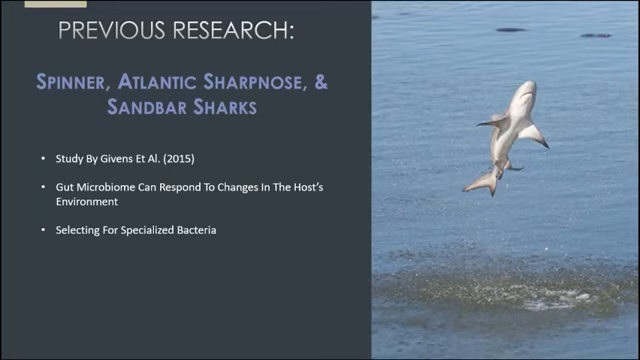 PREVIOUS RESEARCH:
SPINNER, ATLANTIC SHARPNOSE, &
SANDBAR SHARKS
• Study By Givens Et Al. (2015)
• Gut Microbiome Can Respond To Changes In The Host's
Environment
• Selecting For Specialized Bacteria